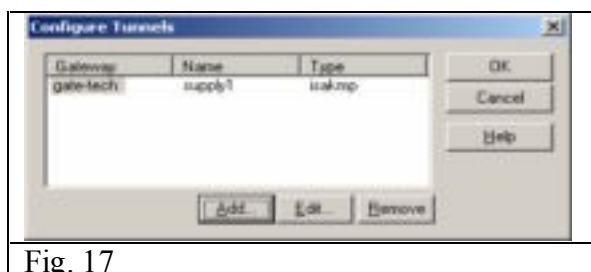 Configure Tunnels
Gateway Name Type
gate-tech supply1 isakmp
OK
Cancel
Help
Add... Edit... Remove
Fig. 17